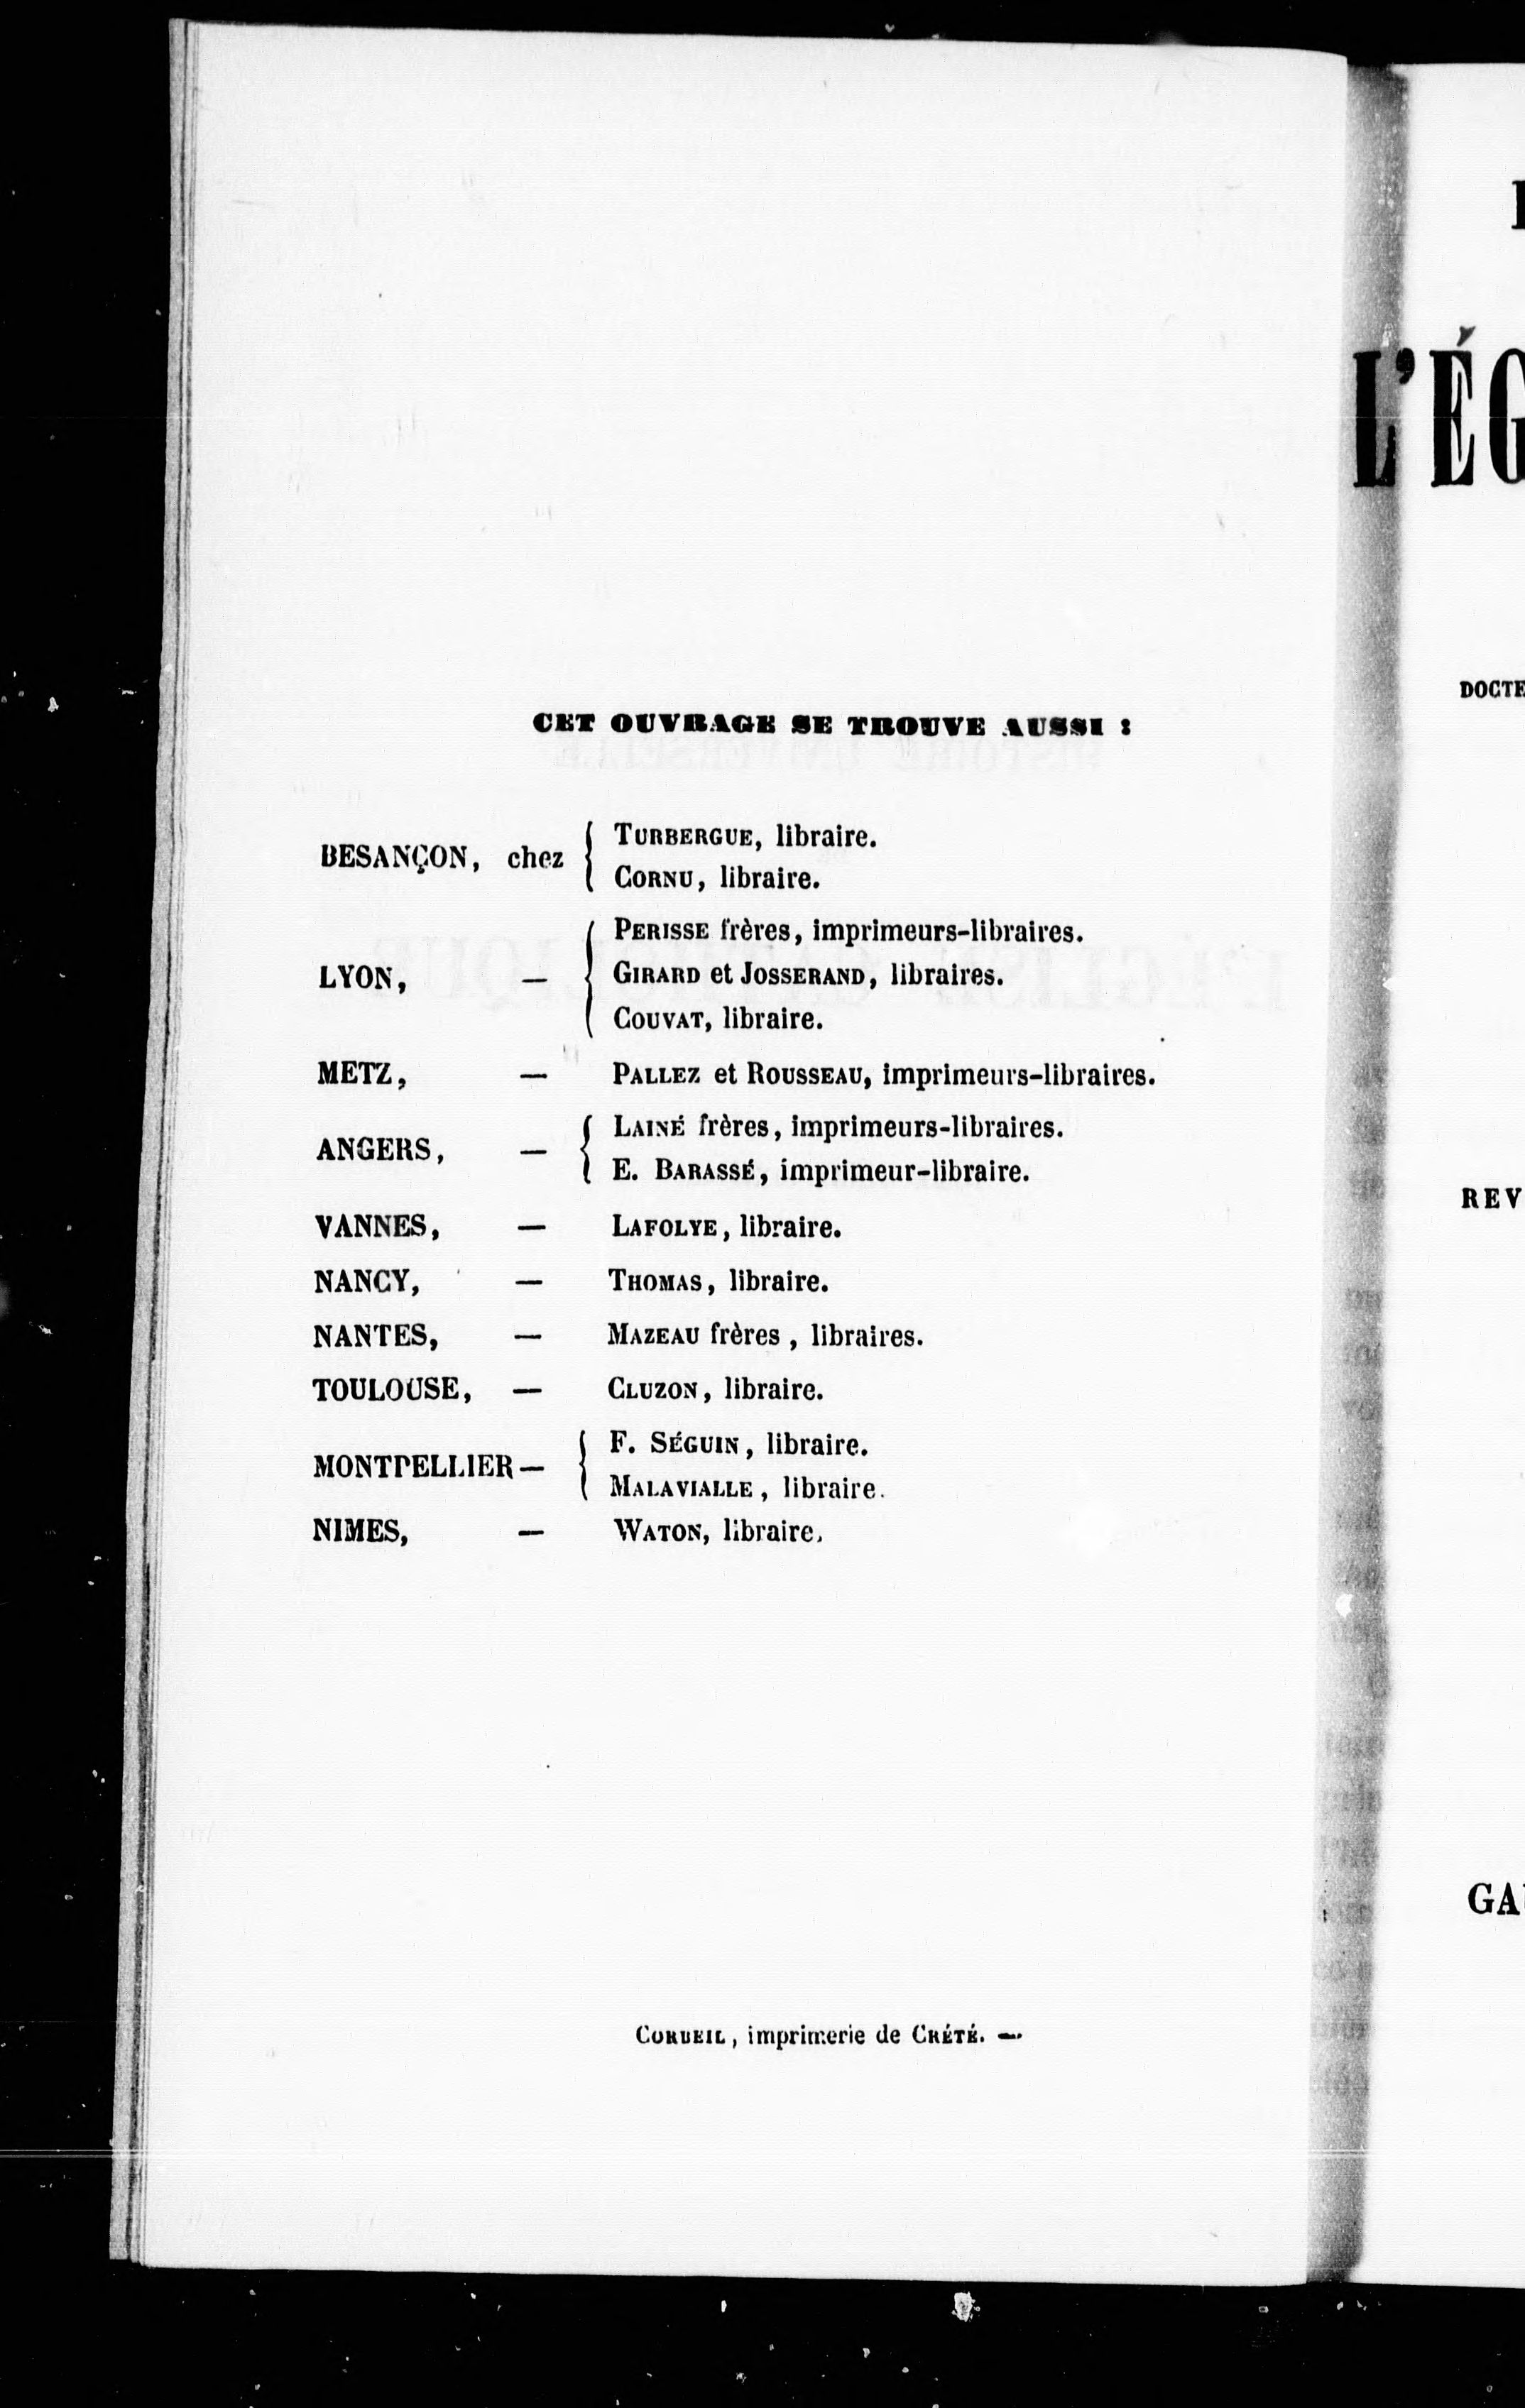 CET OUVRAGE SE TROUVE AUSSI :
BESANÇON, chez { TURBERGUE, libraire.
CORNU, libraire.
LYON, — { PERISSE frères, imprimeurs-libraires.
GIRARD et JOSSERAND, libraires.
COUVAT, libraire.
METZ, — PALLEZ et ROUSSEAU, imprimeurs-libraires.
ANGERS, — { LAINÉ frères, imprimeurs-libraires.
E. BARASSÉ, imprimeur-libraire.
VANNES, — LAFOLYE, libraire.
NANCY, — THOMAS, libraire.
NANTES, — MAZEAU frères, libraires.
TOULOUSE, — CLUZON, libraire.
MONTPELLIER — { F. SÉGUIN, libraire.
MALAVIALLE, libraire.
NIMES, — WATON, libraire.
CORBEIL, imprimerie de CRÉTÉ. —
L'ÉG
DOCTE
REV
GA